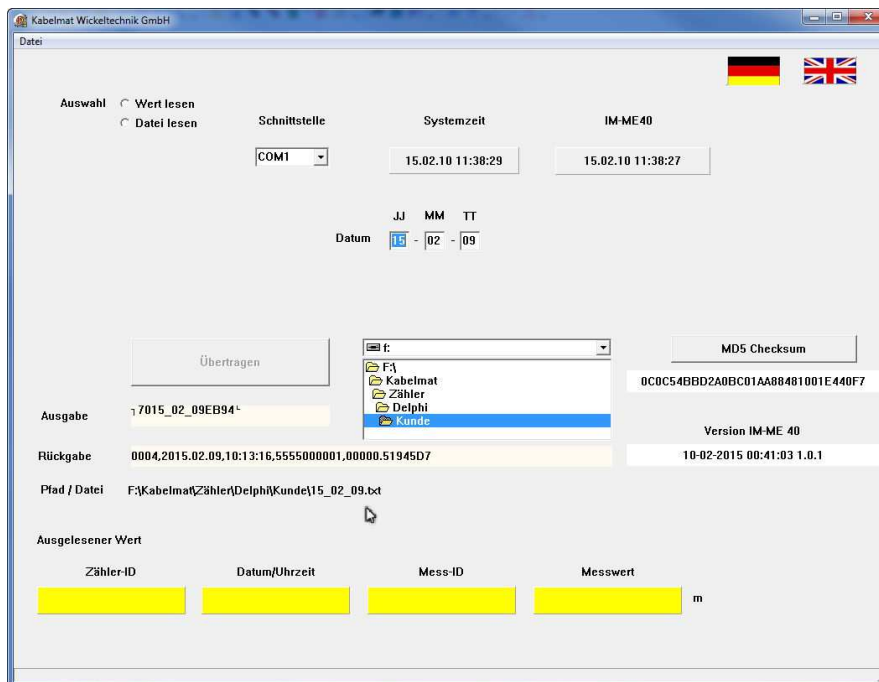 Kabelmat Wickeltechnik GmbH
Datei
Auswahl
Wert lesen
Datei lesen
Schnittstelle
Systemzeit
IM-ME40
COM1
15.02.10 11:38:29
15.02.10 11:38:27
JJ MM TT
Datum 15 - 02 - 09
Übertragen
f:
F:\
Kabelmat
Zähler
Delphi
Kunde
MD5 Checksum
0C0C54BBD2A0BC01AA88481001E440F7
Ausgabe
7015_02_09EB94
Version IM-ME 40
Rückgabe
0004,2015.02.09,10:13:16,5555000001,00000.51945D7
10-02-2015 00:41:03 1.0.1
Pfad / Datei F:\Kabelmat\Zähler\Delphi\Kunde\15_02_09.txt
Ausgelesener Wert
Zähler-ID
Datum/Uhrzeit
Mess-ID
Messwert
m